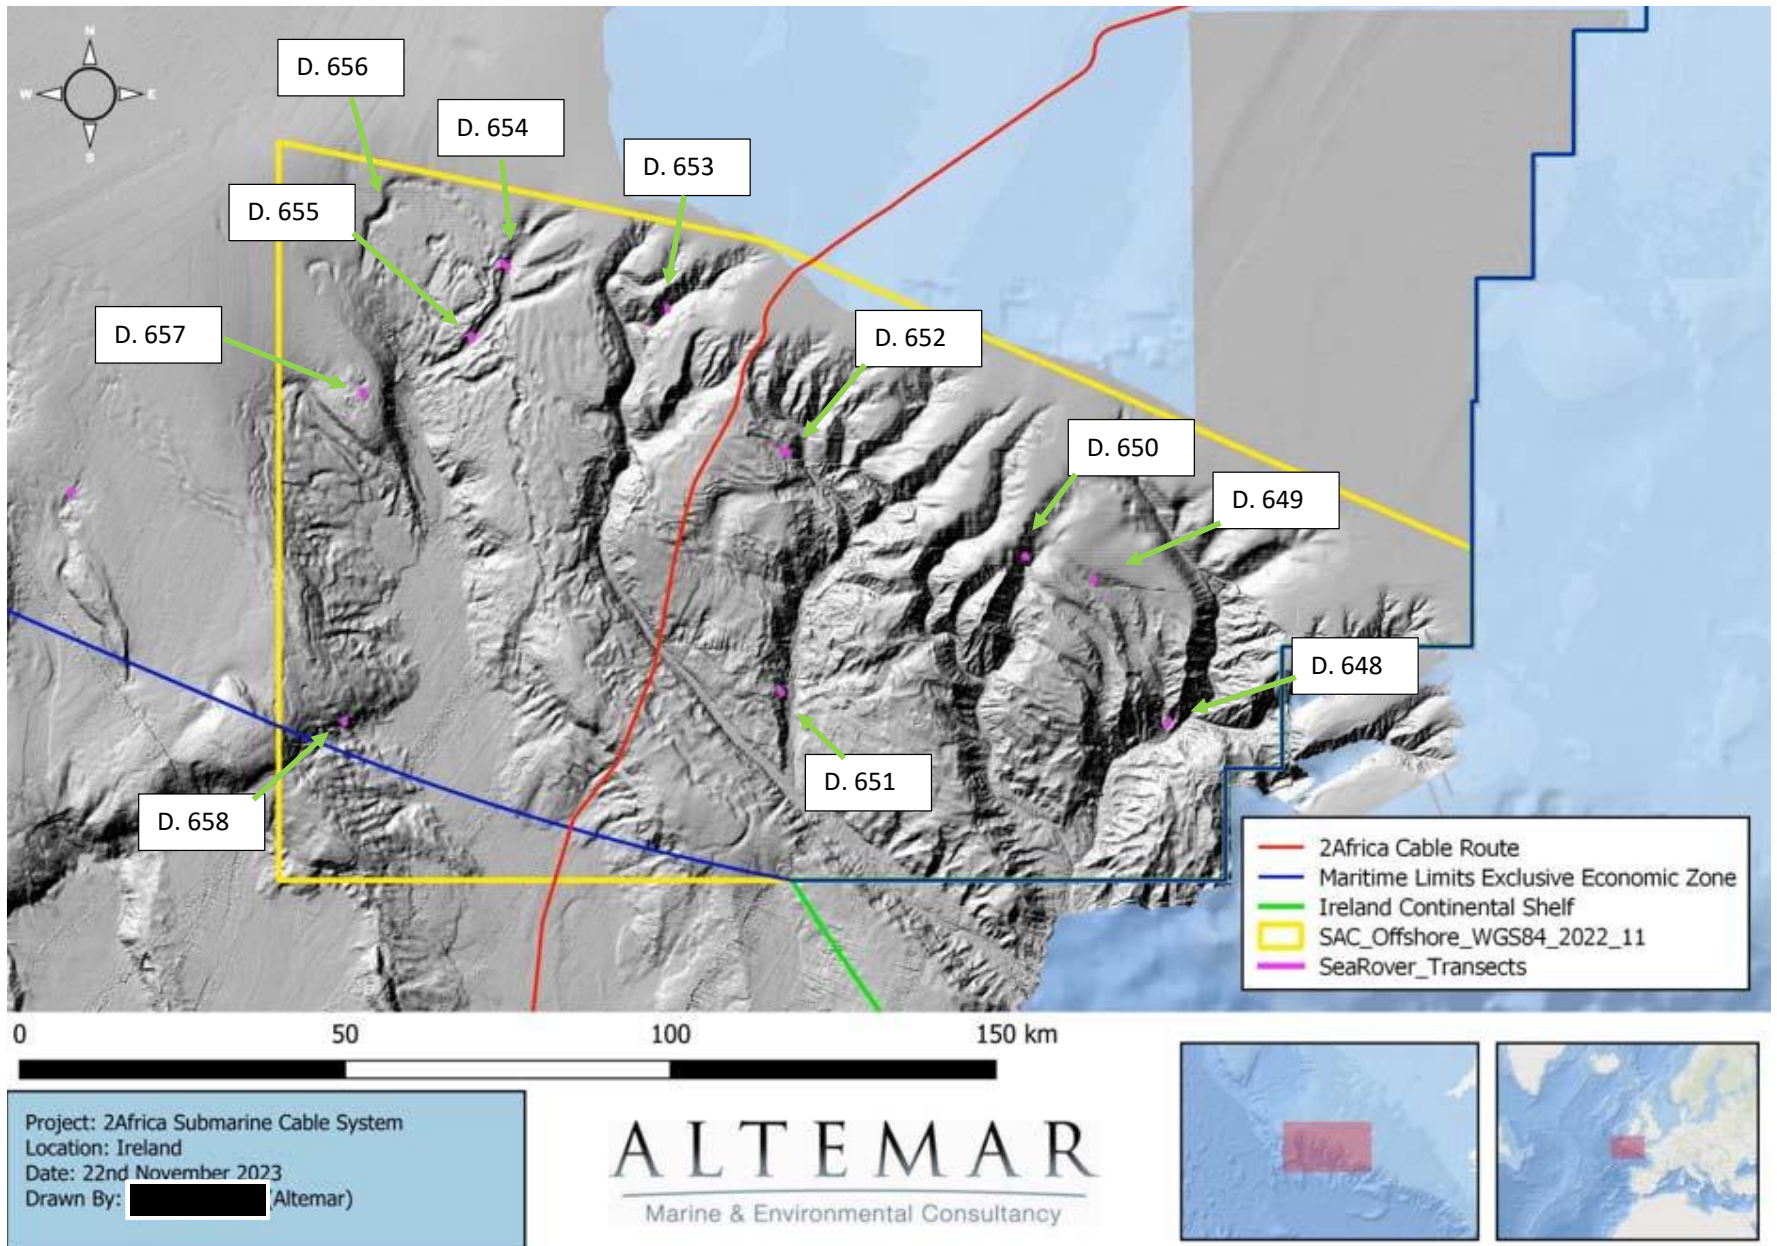 N
W
E
S
D. 656
D. 654
D. 653
D. 655
D. 657
D. 652
D. 650
D. 649
D. 648
D. 651
D. 658
2Africa Cable Route
Maritime Limits Exclusive Economic Zone
Ireland Continental Shelf
SAC_Offshore_WGS84_2022_11
SeaRover_Transects
0 50 100 150 km
Project: 2Africa Submarine Cable System
Location: Ireland
Date: 22nd November 2023
Drawn By: (Altemar)
ALTEMAR
Marine & Environmental Consultancy